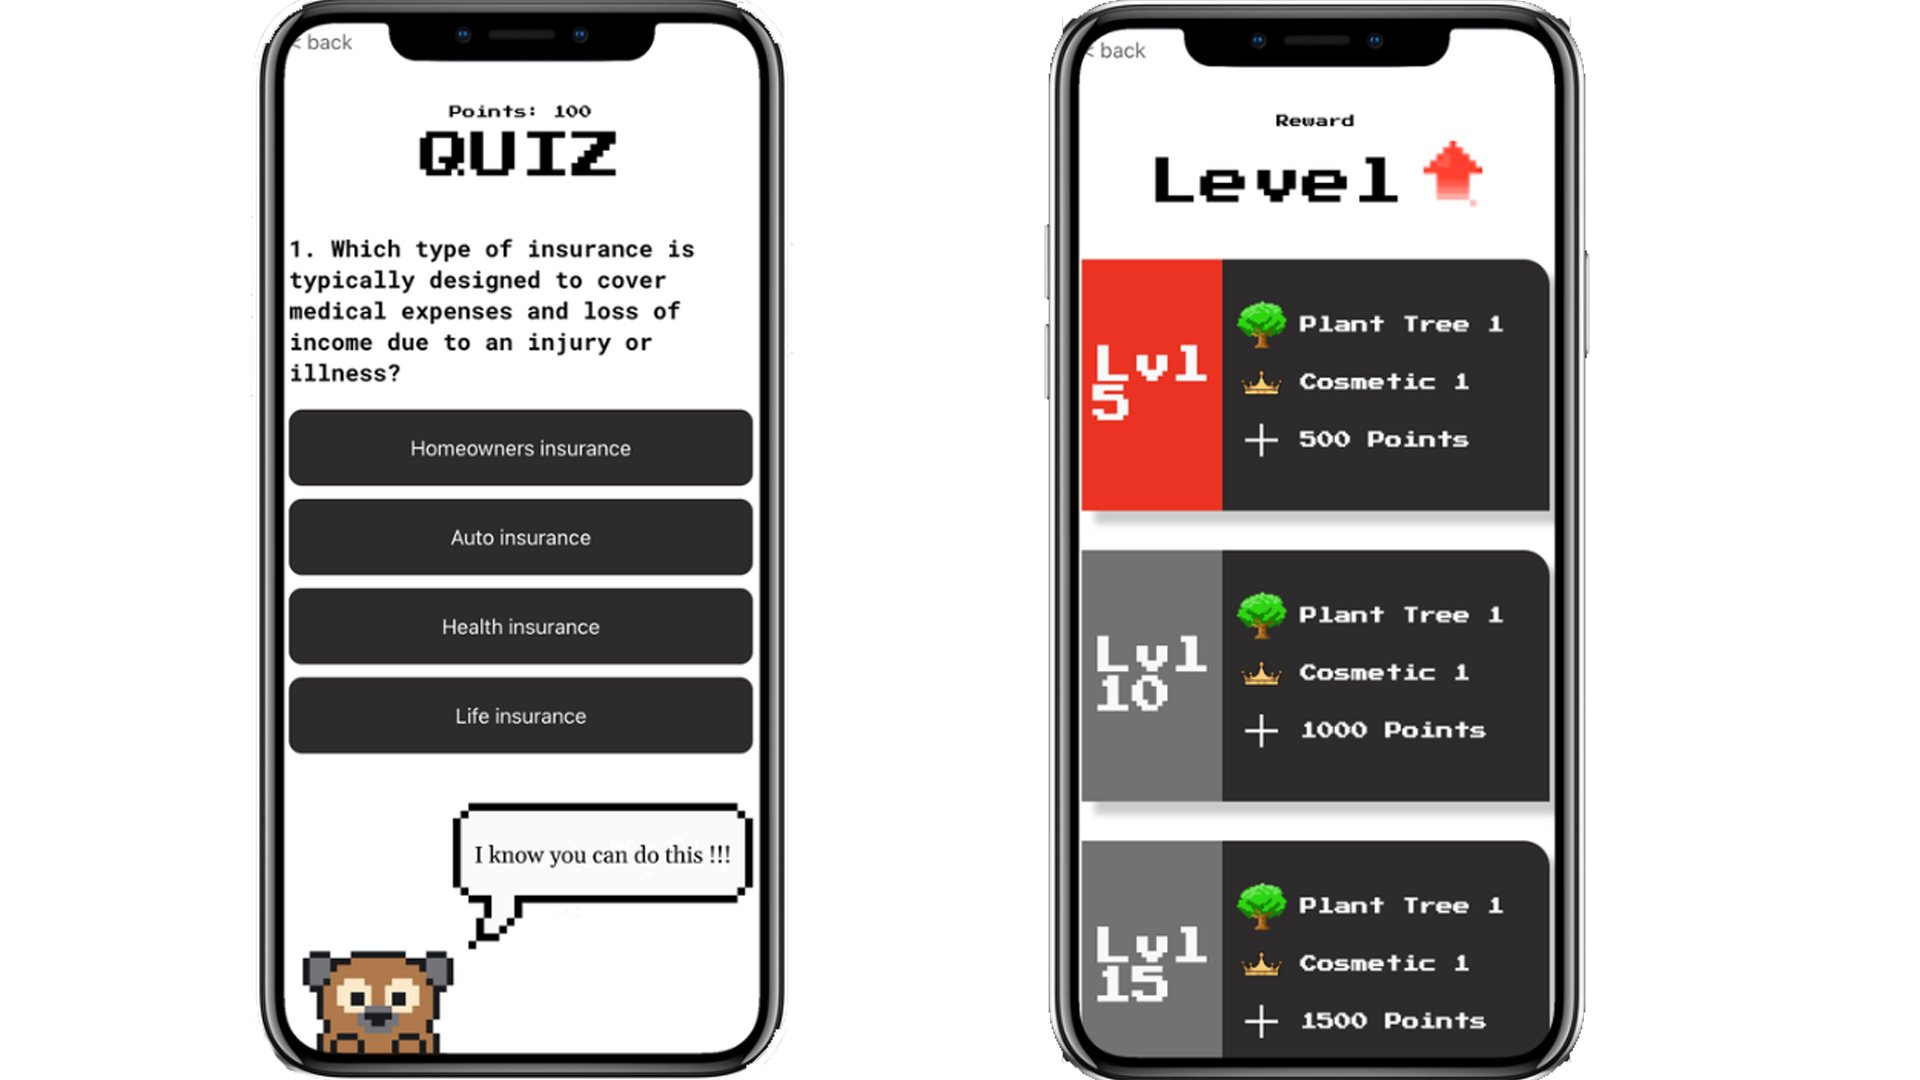 < back
Points: 100
QUIZ
1. Which type of insurance is
typically designed to cover
medical expenses and loss of
income due to an injury or
illness?
Homeowners insurance
Auto insurance
Health insurance
Life insurance
I know you can do this !!!
< back
Reward
Level
Lvl
5
Plant Tree 1
Cosmetic 1
+ 500 Points
Lvl
10
Plant Tree 1
Cosmetic 1
+ 1000 Points
Lvl
15
Plant Tree 1
Cosmetic 1
+ 1500 Points